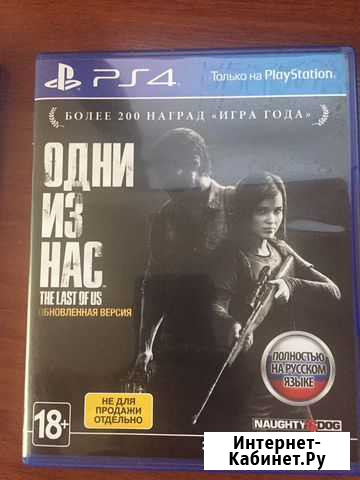 PS4
Только на PlayStation
БОЛЕЕ 200 НАГРАД «ИГРА ГОДА»
ОДНИ
ИЗ
НАС
THE LAST OF US
ОБНОВЛЕННАЯ ВЕРСИЯ
ПОЛНОСТЬЮ
НА РУССКОМ
ЯЗЫКЕ
НЕ ДЛЯ
ПРОДАЖИ
ОТДЕЛЬНО
18+
NAUGHTY DOG
Интернет-
Кабинет.Ру